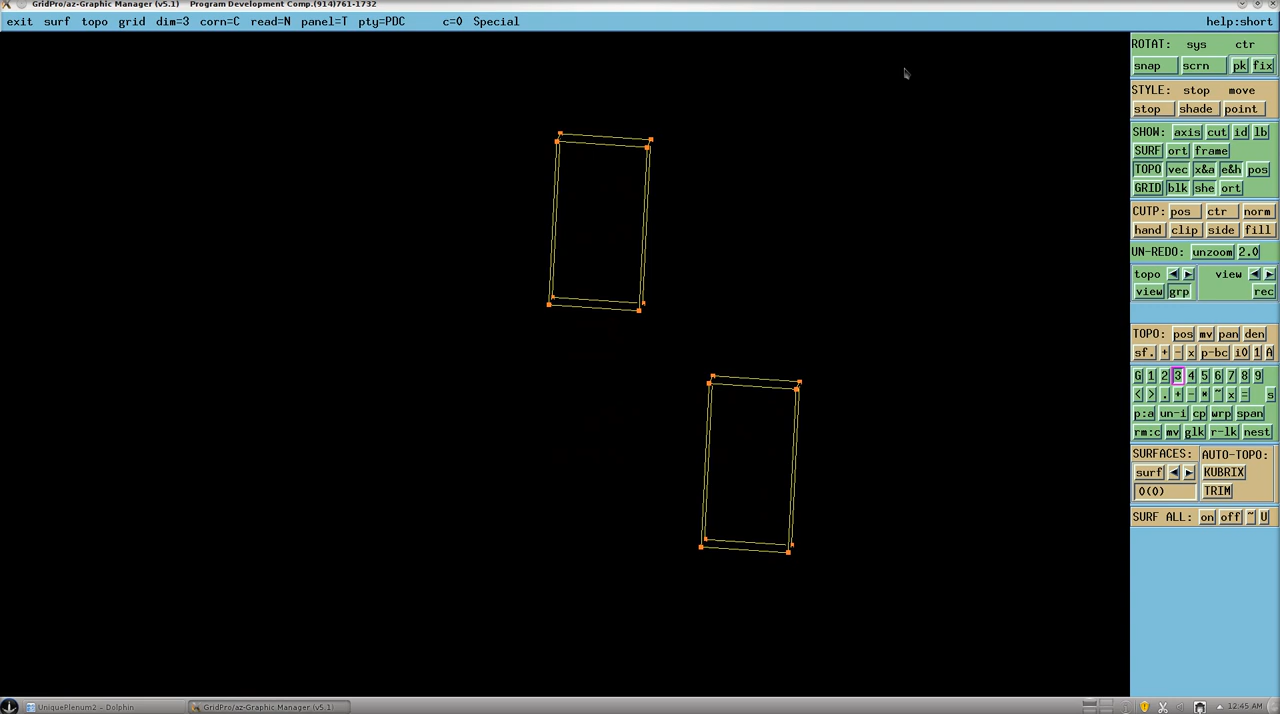 GridPro/az-Graphic Manager (v5.1) Program Development Comp.(914)761-1732
exit surf topo grid dim=3 corn=C read=N panel=T pty=PDC c=0 Special help:short
ROTAT: sys ctr
snap scrn pk fix
STYLE: stop move
stop shade point
SHOW: axis cut id lb
SURF ort frame
TOPO vec x&a e&h pos
GRID blk she ort
CUTP: pos ctr norm
hand clip side fill
UN-REDO: unzoom 2.0
topo view
view grp rec
TOPO: pos mv pan den
sf. + - x p-bc i0 1 A
G 1 2 3 4 5 6 7 8 9
< > . + - * ~ x = s
p:a un-i cp wrp span
rm:c mv glk r-lk nest
SURFACES: AUTO-TOPO:
surf KUBRIX
0(0) TRIM
SURF ALL: on off ~ U
UniquePlenum2 – Dolphin GridPro/az-Graphic Manager (v5.1) 12:45 AM